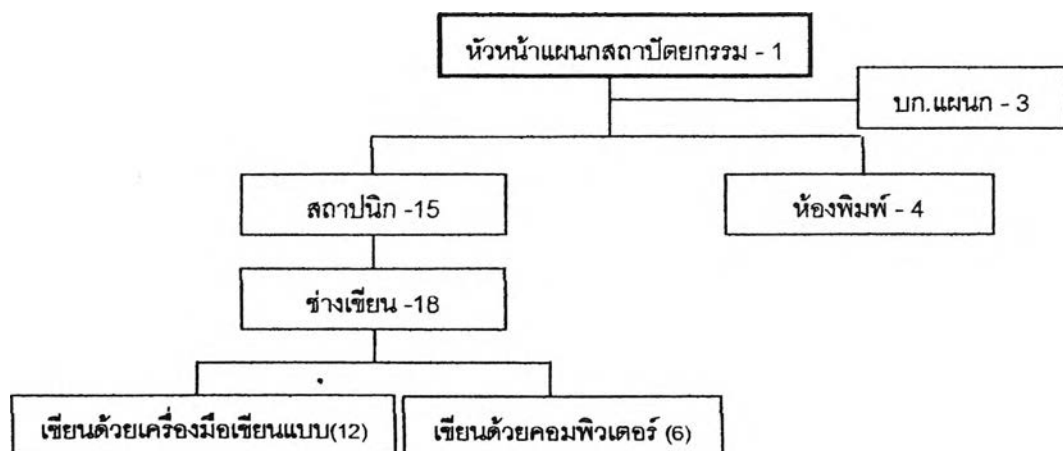 หัวหน้าแผนกสถาปัตยกรรม - 1
บก.แผนก - 3
สถาปนิก -15
ห้องพิมพ์ - 4
ช่างเขียน -18
เขียนด้วยเครื่องมือเขียนแบบ(12)
เขียนด้วยคอมพิวเตอร์ (6)